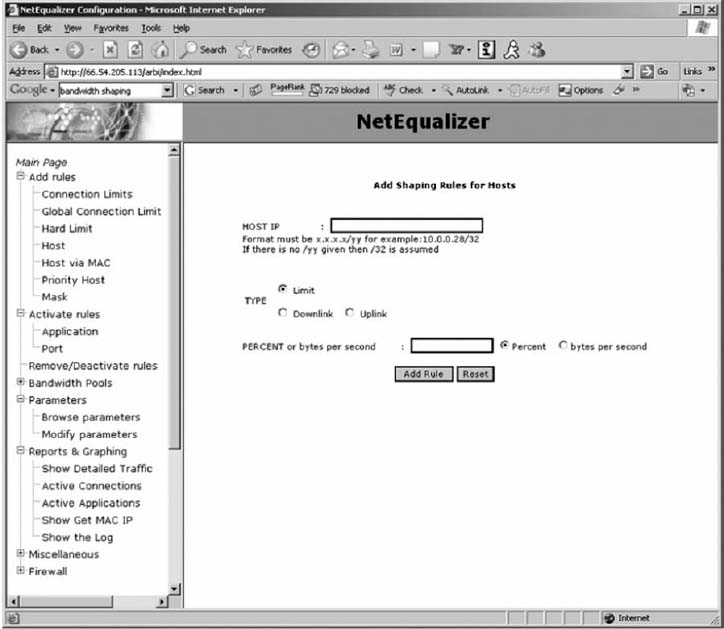 NetEqualizer Configuration - Microsoft Internet Explorer
File Edit View Favorites Tools Help
Back Search Favorites
Address http://66.54.205.113/arbi/index.html Go Links »
Google bandwidth shaping Search PageRank 729 blocked ABC Check AutoLink AutoFill Options »
NetEqualizer
Main Page
Add rules
Connection Limits
Global Connection Limit
Hard Limit
Host
Host via MAC
Priority Host
Mask
Activate rules
Application
Port
Remove/Deactivate rules
Bandwidth Pools
Parameters
Browse parameters
Modify parameters
Reports & Graphing
Show Detailed Traffic
Active Connections
Active Applications
Show Get MAC IP
Show the Log
Miscellaneous
Firewall
Add Shaping Rules for Hosts
HOST IP :
Format must be x.x.x.x/yy for example:10.0.0.28/32
If there is no /yy given then /32 is assumed
TYPE
Limit
Downlink Uplink
PERCENT or bytes per second : Percent bytes per second
Add Rule Reset
Internet